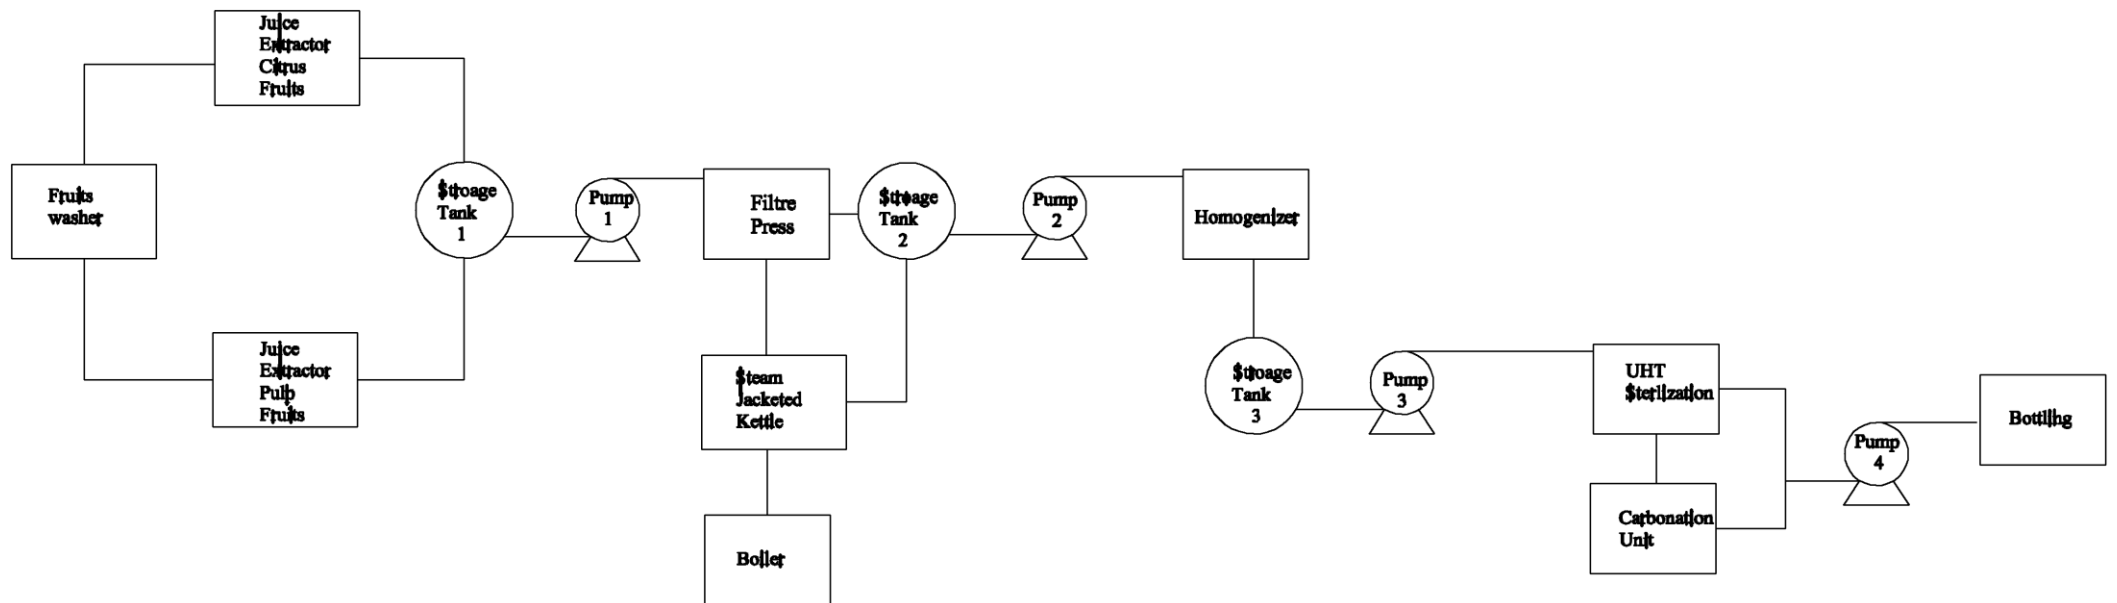 Juice
Extractor
Citrus
Fruits
Fruits
washer
Juice
Extractor
Pulp
Fruits
Stroage
Tank
1
Pump
1
Filtre
Press
Steam
Jacketed
Kettle
Boiler
Stroage
Tank
2
Pump
2
Homogenizer
Stroage
Tank
3
Pump
3
UHT
Sterlization
Carbonation
Unit
Pump
4
Bottling